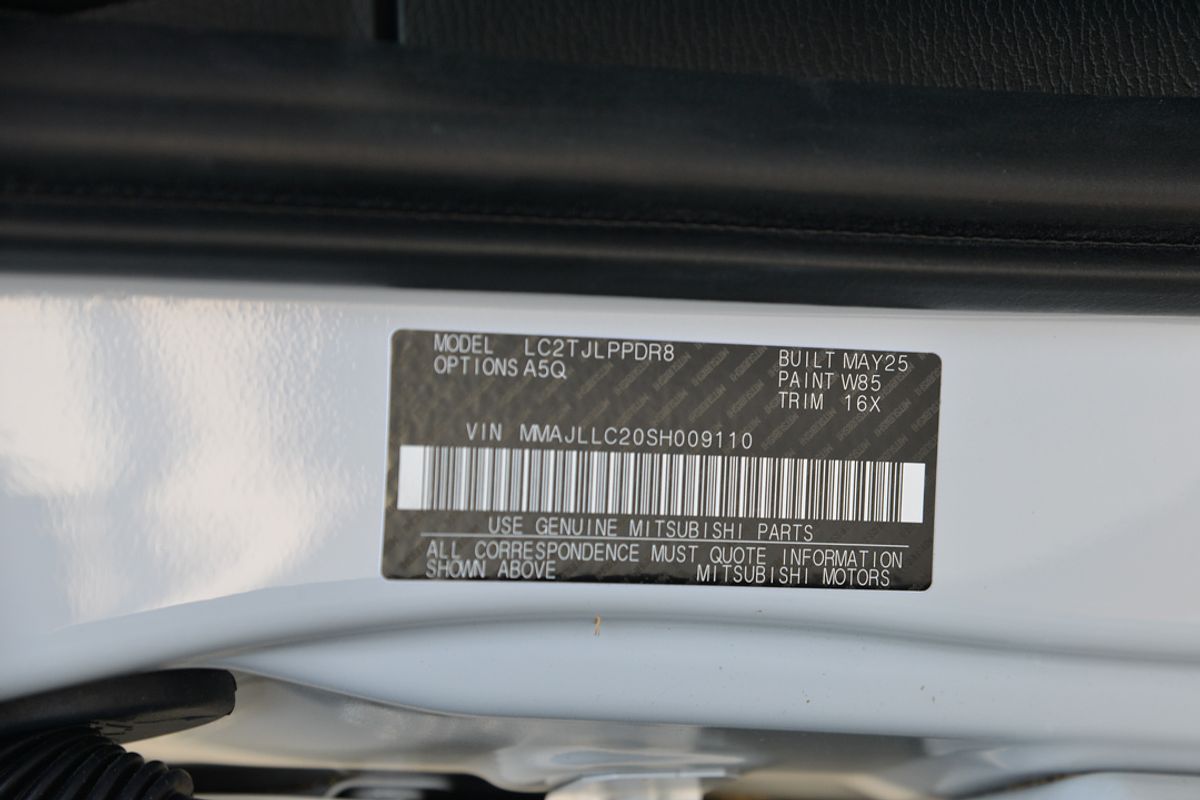 MODEL LC2TJLPPDR8
OPTIONS A5Q
BUILT MAY25
PAINT W85
TRIM 16X
VIN MMAJLLC20SH009110
USE GENUINE MITSUBISHI PARTS
ALL CORRESPONDENCE MUST QUOTE INFORMATION
SHOWN ABOVE MITSUBISHI MOTORS